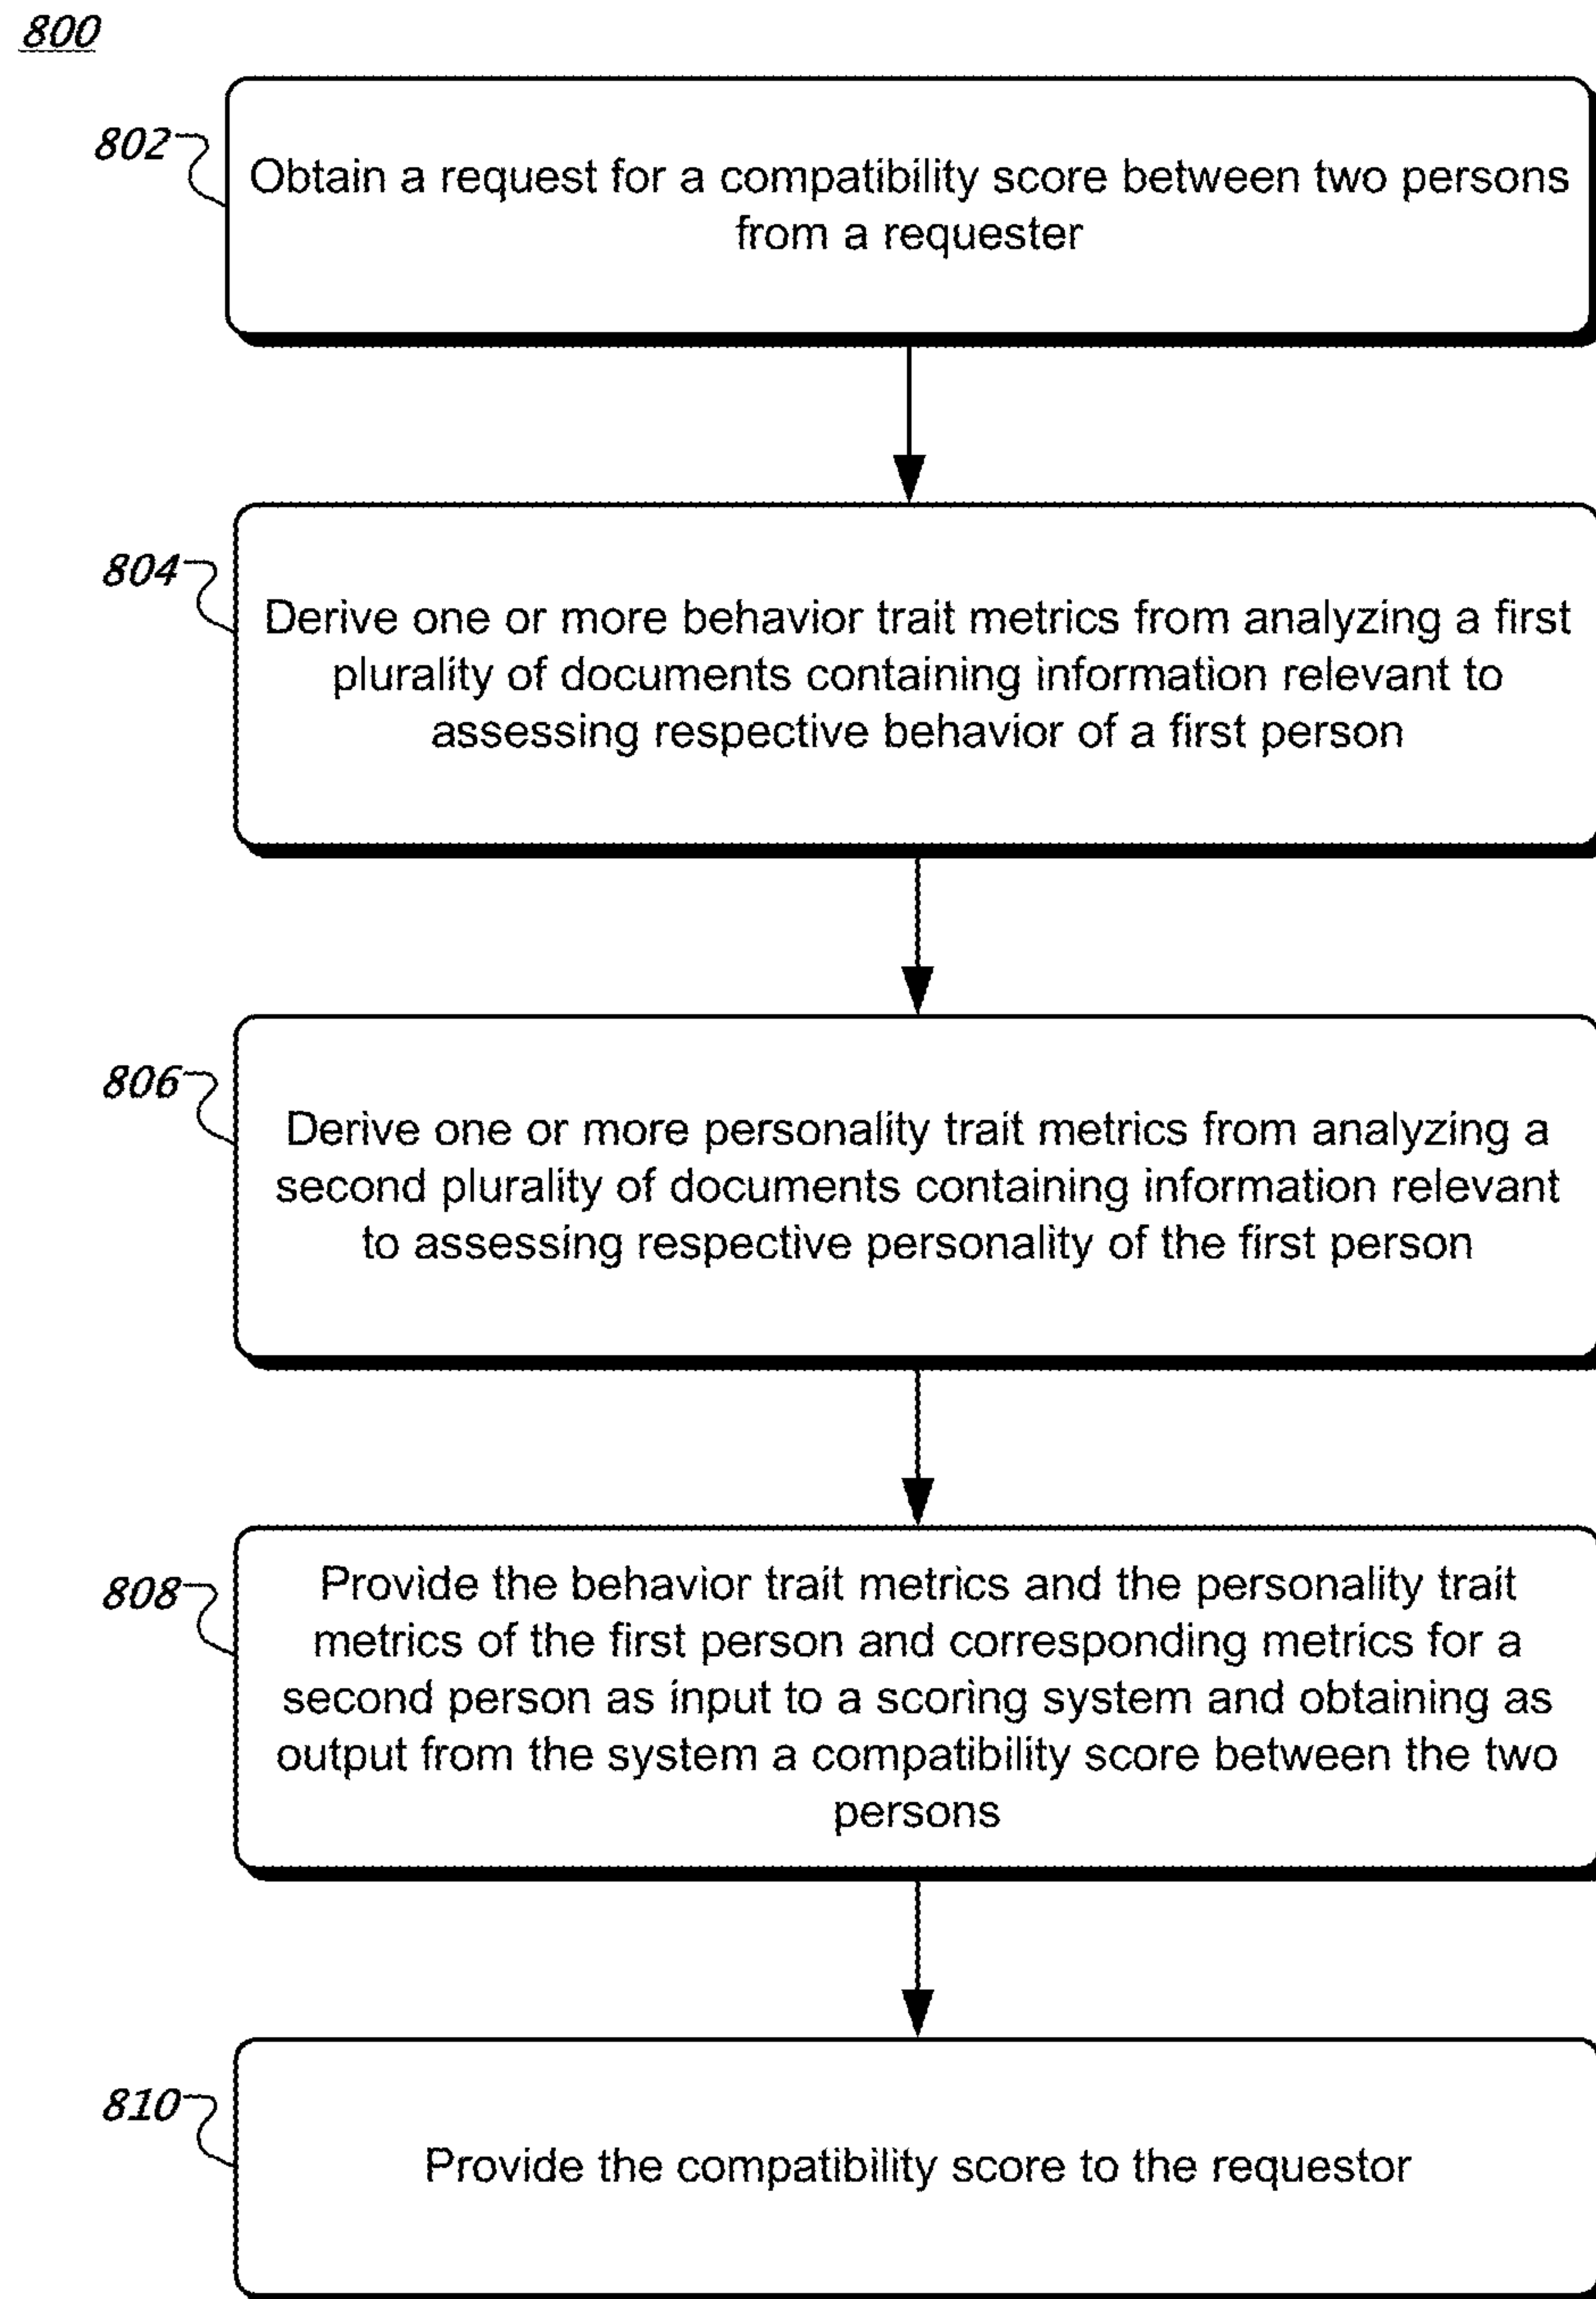 800
802
Obtain a request for a compatibility score between two persons
from a requester
804
Derive one or more behavior trait metrics from analyzing a first
plurality of documents containing information relevant to
assessing respective behavior of a first person
806
Derive one or more personality trait metrics from analyzing a
second plurality of documents containing information relevant
to assessing respective personality of the first person
808
Provide the behavior trait metrics and the personality trait
metrics of the first person and corresponding metrics for a
second person as input to a scoring system and obtaining as
output from the system a compatibility score between the two
persons
810
Provide the compatibility score to the requestor